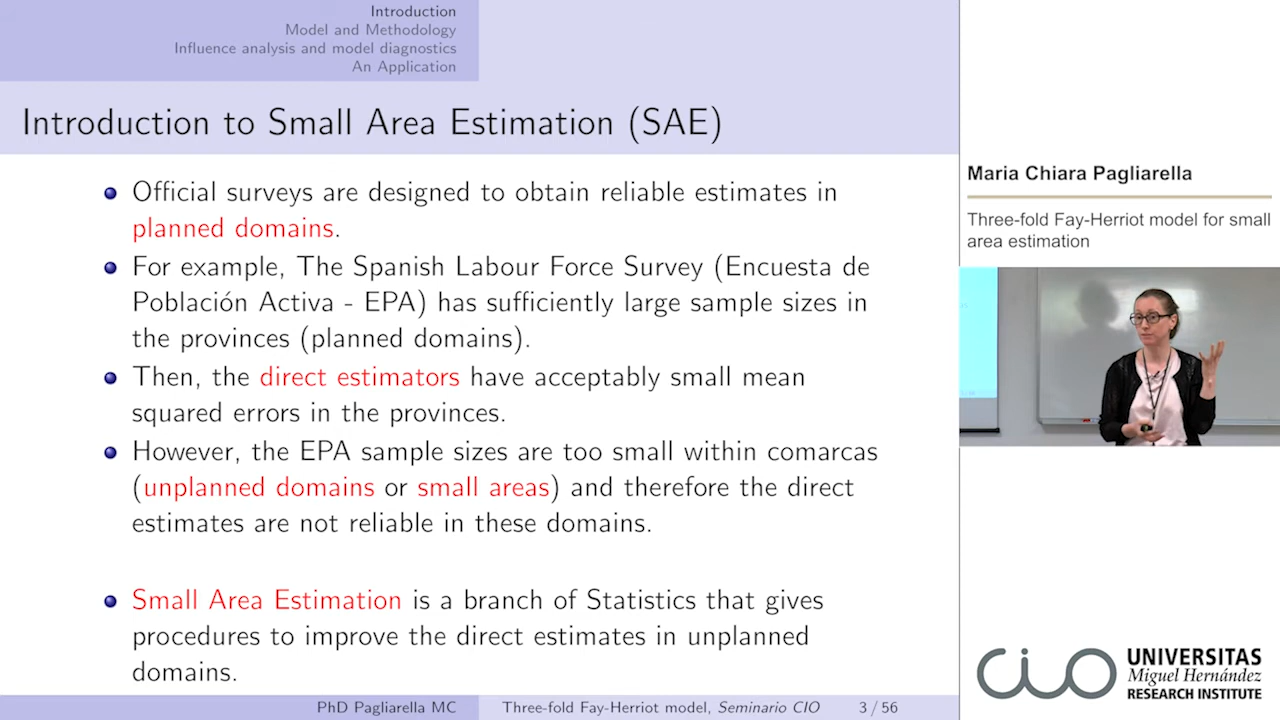 Introduction
Model and Methodology
Influence analysis and model diagnostics
An Application
Introduction to Small Area Estimation (SAE)
Official surveys are designed to obtain reliable estimates in
planned domains.
For example, The Spanish Labour Force Survey (Encuesta de
Población Activa - EPA) has sufficiently large sample sizes in
the provinces (planned domains).
Then, the direct estimators have acceptably small mean
squared errors in the provinces.
However, the EPA sample sizes are too small within comarcas
(unplanned domains or small areas) and therefore the direct
estimates are not reliable in these domains.
Small Area Estimation is a branch of Statistics that gives
procedures to improve the direct estimates in unplanned
domains.
PhD Pagliarella MC
Three-fold Fay-Herriot model, Seminario CIO
3 / 56
Maria Chiara Pagliarella
Three-fold Fay-Herriot model for small
area estimation
CIO
UNIVERSITAS
Miguel Hernández
RESEARCH INSTITUTE